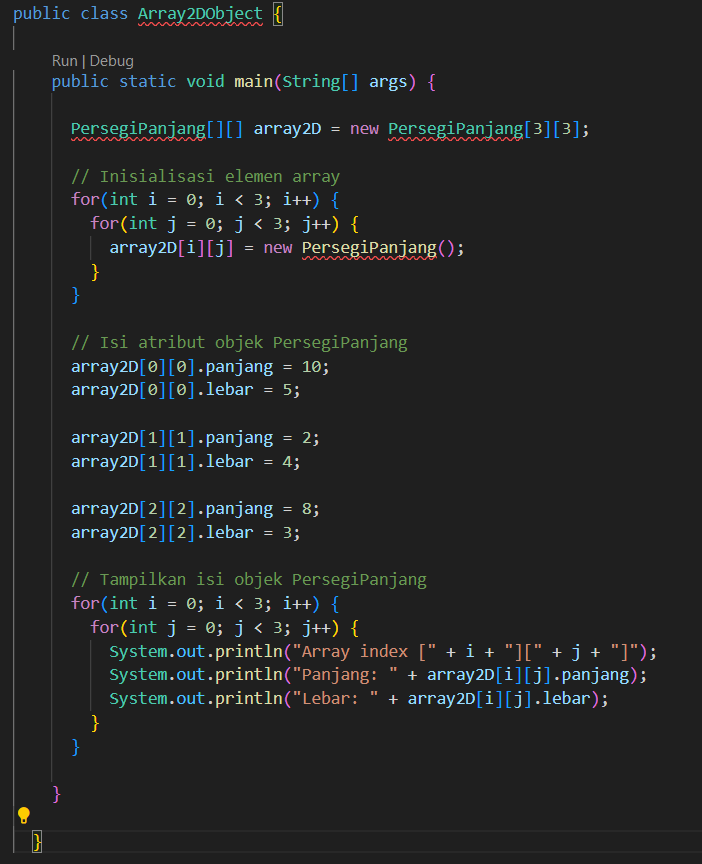 public class Array2DObject {
Run | Debug
public static void main(String[] args) {
PersegiPanjang[][] array2D = new PersegiPanjang[3][3];
// Inisialisasi elemen array
for(int i = 0; i < 3; i++) {
for(int j = 0; j < 3; j++) {
array2D[i][j] = new PersegiPanjang();
}
}
// Isi atribut objek PersegiPanjang
array2D[0][0].panjang = 10;
array2D[0][0].lebar = 5;
array2D[1][1].panjang = 2;
array2D[1][1].lebar = 4;
array2D[2][2].panjang = 8;
array2D[2][2].lebar = 3;
// Tampilkan isi objek PersegiPanjang
for(int i = 0; i < 3; i++) {
for(int j = 0; j < 3; j++) {
System.out.println("Array index [" + i + "][" + j + "]");
System.out.println("Panjang: " + array2D[i][j].panjang);
System.out.println("Lebar: " + array2D[i][j].lebar);
}
}
}
}